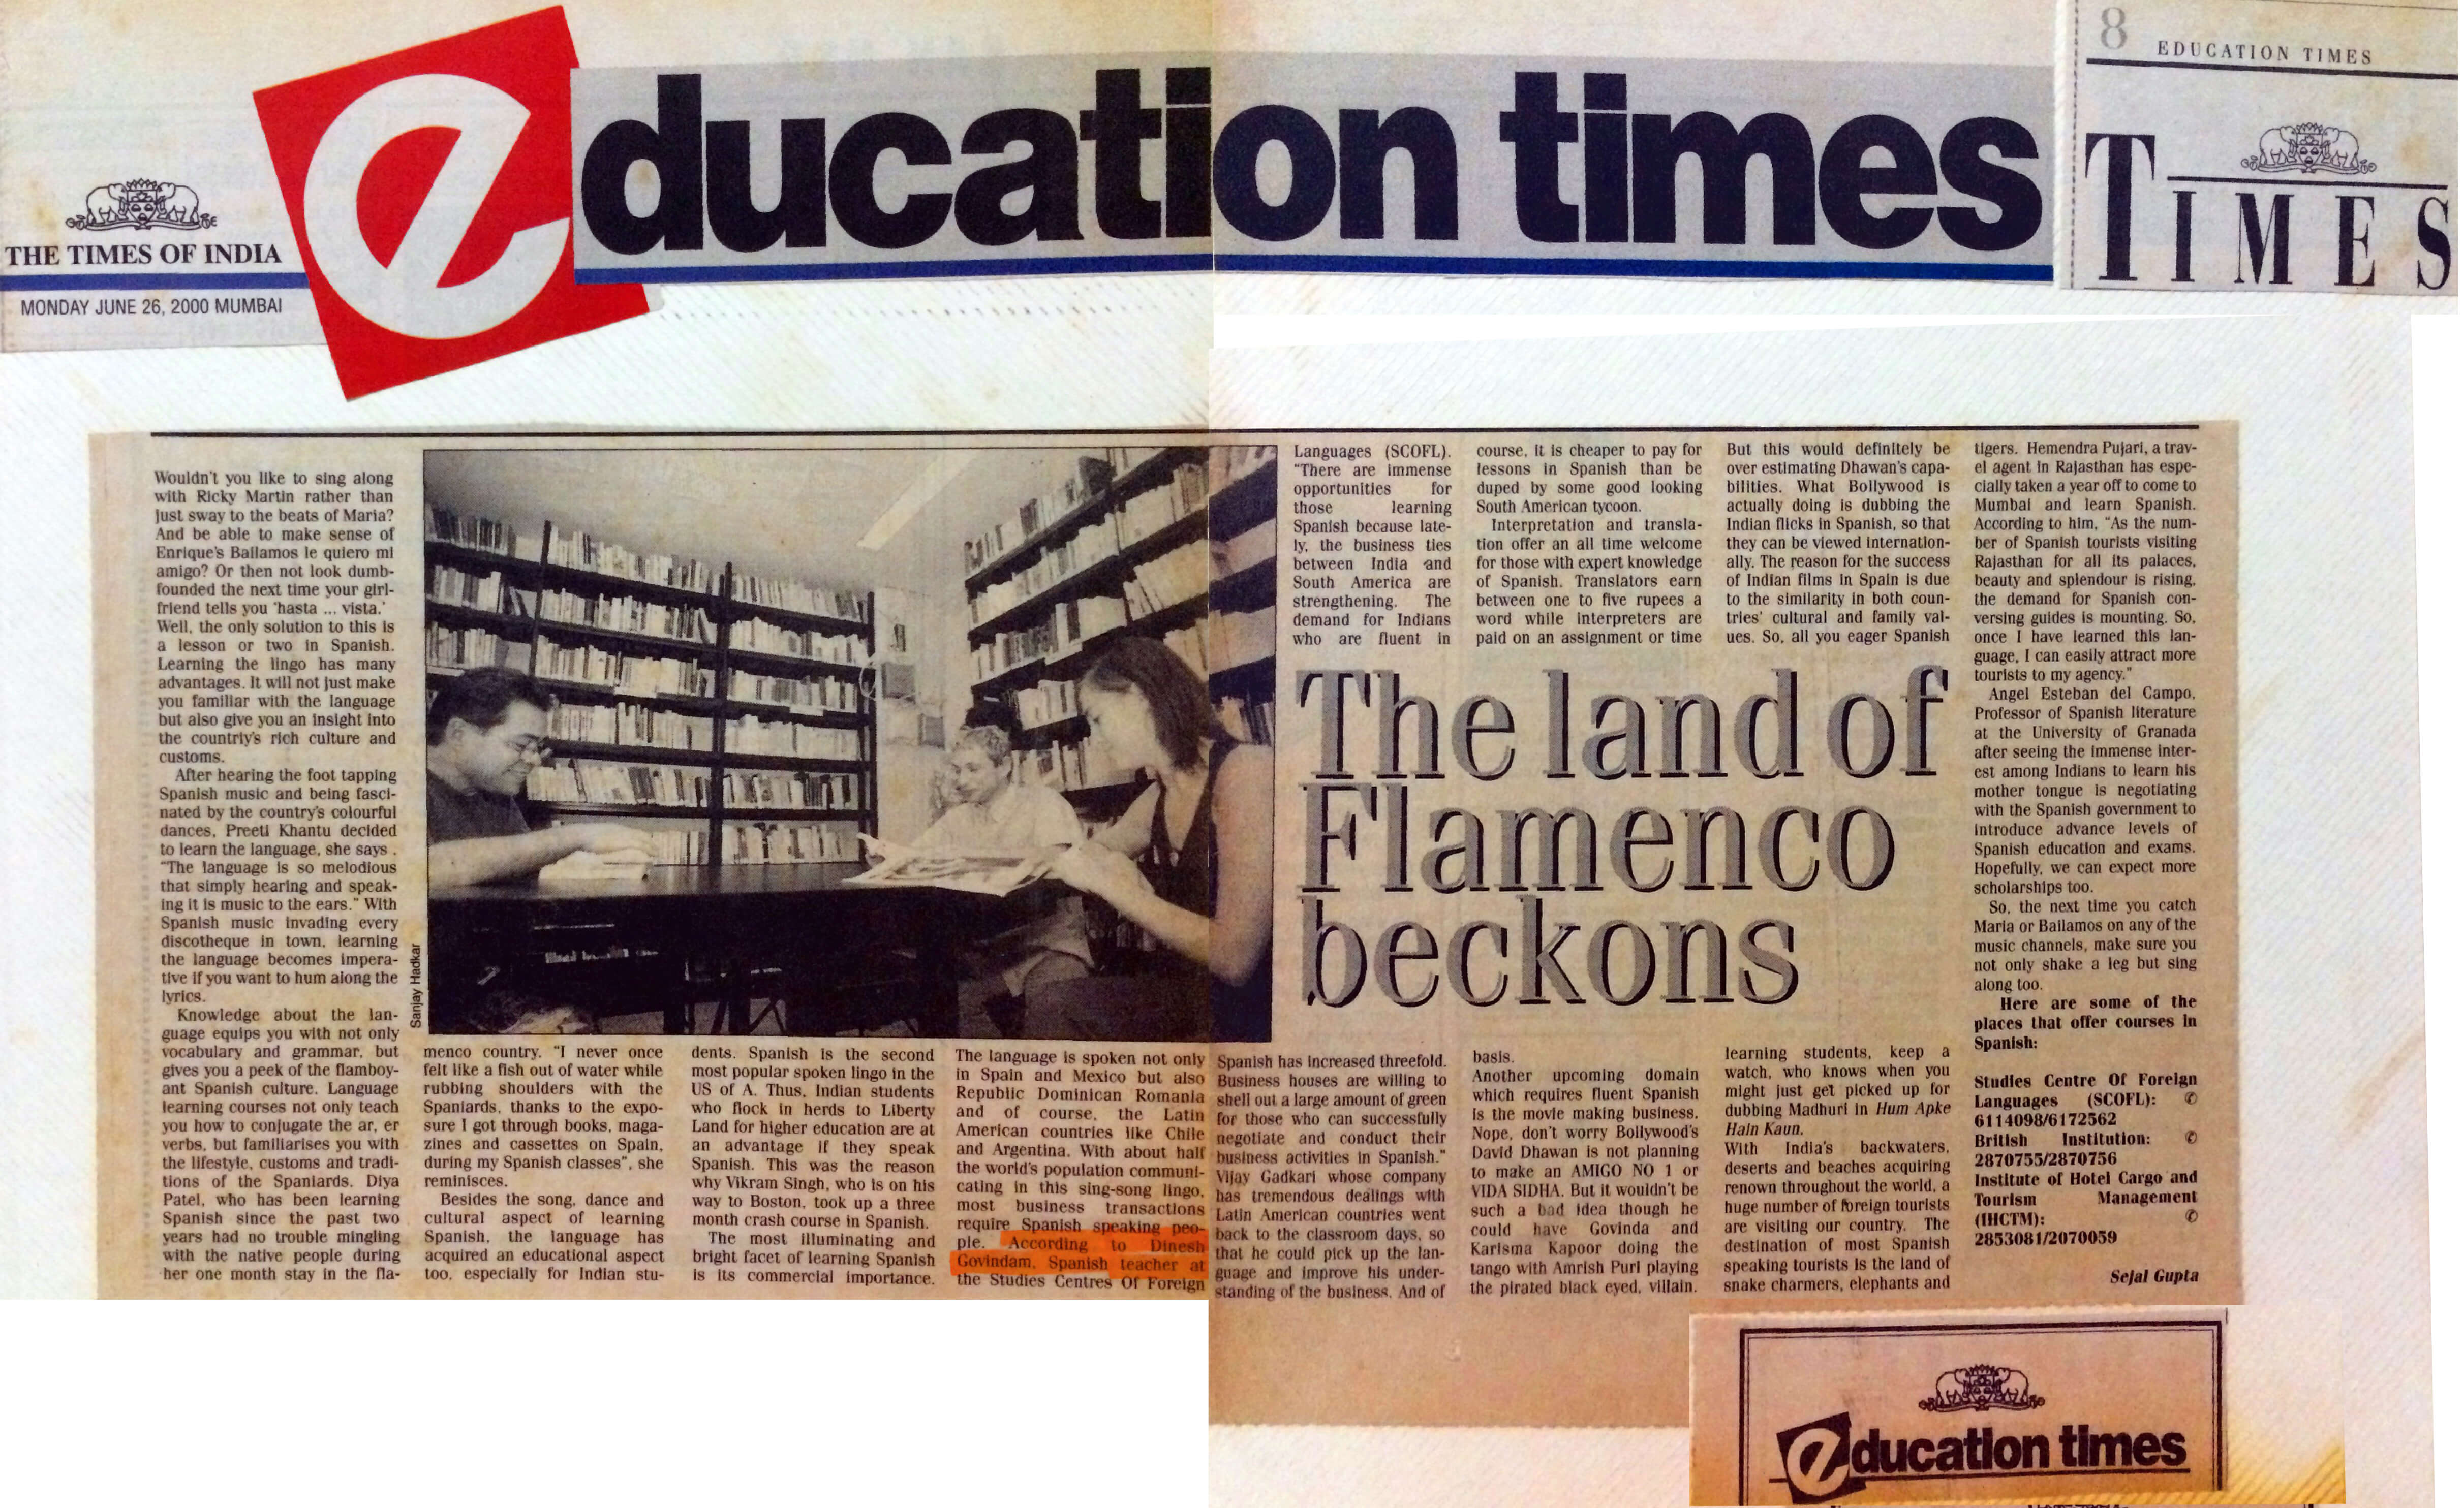 THE TIMES OF INDIA
MONDAY JUNE 26, 2000 MUMBAI
education times
8 EDUCATION TIMES
TIMES
The land of
Flamenco
beckons
Wouldn't you like to sing along
with Ricky Martin rather than
just sway to the beats of Maria?
And be able to make sense of
Enrique's Bailamos le quiero mi
amigo? Or then not look dumb-
founded the next time your girl-
friend tells you 'hasta ... vista.'
Well, the only solution to this is
a lesson or two in Spanish.
Learning the lingo has many
advantages. It will not just make
you familiar with the language
but also give you an insight into
the countriy's rich culture and
customs.
After hearing the foot tapping
Spanish music and being fasci-
nated by the country's colourful
dances, Preeti Khantu decided
to learn the language, she says .
"The language is so melodious
that simply hearing and speak-
ing it is music to the ears." With
Spanish music invading every
discotheque in town, learning
the language becomes impera-
tive if you want to hum along the
lyrics.
Knowledge about the lan-
guage equips you with not only
vocabulary and grammar, but
gives you a peek of the flamboy-
ant Spanish culture. Language
learning courses not only teach
you how to conjugate the ar, er
verbs, but familiarises you with
the lifestyle, customs and tradi-
tions of the Spaniards. Diya
Patel, who has been learning
Spanish since the past two
years had no trouble mingling
with the native people during
her one month stay in the fla-
Sanjay Hadkar
menco country. "I never once
felt like a fish out of water while
rubbing shoulders with the
Spaniards, thanks to the expo-
sure I got through books, maga-
zines and cassettes on Spain,
during my Spanish classes", she
reminisces.
Besides the song, dance and
cultural aspect of learning
Spanish, the language has
acquired an educational aspect
too, especially for Indian stu-
dents. Spanish is the second
most popular spoken lingo in the
US of A. Thus, Indian students
who flock in herds to Liberty
Land for higher education are at
an advantage if they speak
Spanish. This was the reason
why Vikram Singh, who is on his
way to Boston, took up a three
month crash course in Spanish.
The most illuminating and
bright facet of learning Spanish
is its commercial importance.
The language is spoken not only
in Spain and Mexico but also
Republic Dominican Romania
and of course, the Latin
American countries like Chile
and Argentina. With about half
the world's population communi-
cating in this sing-song lingo,
most business transactions
require Spanish speaking peo-
ple. According to Dinesh
Govindam, Spanish teacher at
the Studies Centres Of Foreign
Languages (SCOFL).
"There are immense
opportunities for
those learning
Spanish because late-
ly, the business ties
between India and
South America are
strengthening. The
demand for Indians
who are fluent in
Spanish has increased threefold.
Business houses are willing to
shell out a large amount of green
for those who can successfully
negotiate and conduct their
business activities in Spanish."
Vijay Gadkari whose company
has tremendous dealings with
Latin American countries went
back to the classroom days, so
that he could pick up the lan-
guage and improve his under-
standing of the business. And of
course, it is cheaper to pay for
lessons in Spanish than be
duped by some good looking
South American tycoon.
Interpretation and transla-
tion offer an all time welcome
for those with expert knowledge
of Spanish. Translators earn
between one to five rupees a
word while interpreters are
paid on an assignment or time
basis.
Another upcoming domain
which requires fluent Spanish
is the movie making business.
Nope, don't worry Bollywood's
David Dhawan is not planning
to make an AMIGO NO 1 or
VIDA SIDHA. But it wouldn't be
such a bad idea though he
could have Govinda and
Karisma Kapoor doing the
tango with Amrish Puri playing
the pirated black eyed, villain.
But this would definitely be
over estimating Dhawan's capa-
bilities. What Bollywood is
actually doing is dubbing the
Indian flicks in Spanish, so that
they can be viewed internation-
ally. The reason for the success
of Indian films in Spain is due
to the similarity in both coun-
tries' cultural and family val-
ues. So, all you eager Spanish
learning students, keep a
watch, who knows when you
might just get picked up for
dubbing Madhuri in Hum Apke
Hain Kaun.
With India's backwaters,
deserts and beaches acquiring
renown throughout the world, a
huge number of foreign tourists
are visiting our country. The
destination of most Spanish
speaking tourists is the land of
snake charmers, elephants and
tigers. Hemendra Pujari, a trav-
el agent in Rajasthan has espe-
cially taken a year off to come to
Mumbai and learn Spanish.
According to him, "As the num-
ber of Spanish tourists visiting
Rajasthan for all its palaces,
beauty and splendour is rising,
the demand for Spanish con-
versing guides is mounting. So,
once I have learned this lan-
guage, I can easily attract more
tourists to my agency."
Angel Esteban del Campo,
Professor of Spanish literature
at the University of Granada
after seeing the immense inter-
est among Indians to learn his
mother tongue is negotiating
with the Spanish government to
introduce advance levels of
Spanish education and exams.
Hopefully, we can expect more
scholarships too.
So, the next time you catch
Maria or Bailamos on any of the
music channels, make sure you
not only shake a leg but sing
along too.
Here are some of the
places that offer courses in
Spanish:
Studies Centre Of Foreign
Languages (SCOFL): ✆
6114098/6172562
British Institution: ✆
2870755/2870756
Institute of Hotel Cargo and
Tourism Management
(IHCTM): ✆
2853081/2070059
Sejal Gupta
education times